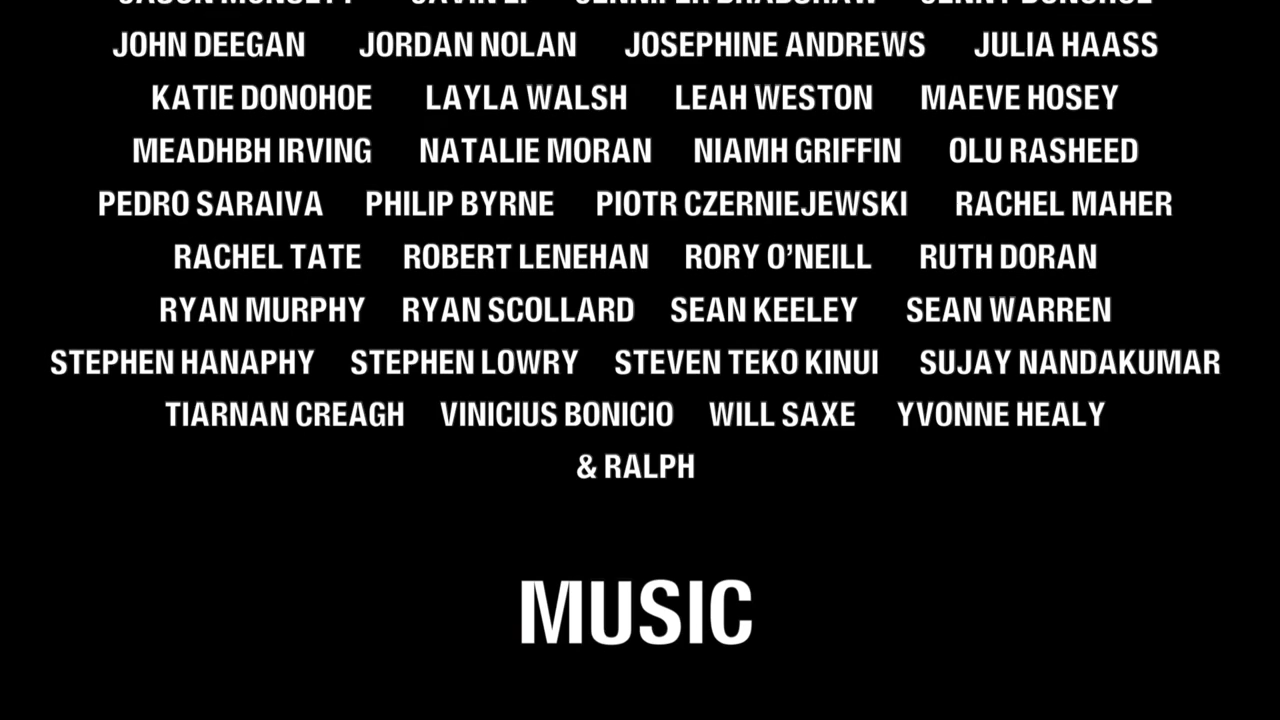 JOHN DEEGAN JORDAN NOLAN JOSEPHINE ANDREWS JULIA HAASS
KATIE DONOHOE LAYLA WALSH LEAH WESTON MAEVE HOSEY
MEADHBH IRVING NATALIE MORAN NIAMH GRIFFIN OLU RASHEED
PEDRO SARAIVA PHILIP BYRNE PIOTR CZERNIEJEWSKI RACHEL MAHER
RACHEL TATE ROBERT LENEHAN RORY O’NEILL RUTH DORAN
RYAN MURPHY RYAN SCOLLARD SEAN KEELEY SEAN WARREN
STEPHEN HANAPHY STEPHEN LOWRY STEVEN TEKO KINUI SUJAY NANDAKUMAR
TIARNAN CREAGH VINICIUS BONICIO WILL SAXE YVONNE HEALY
& RALPH
MUSIC